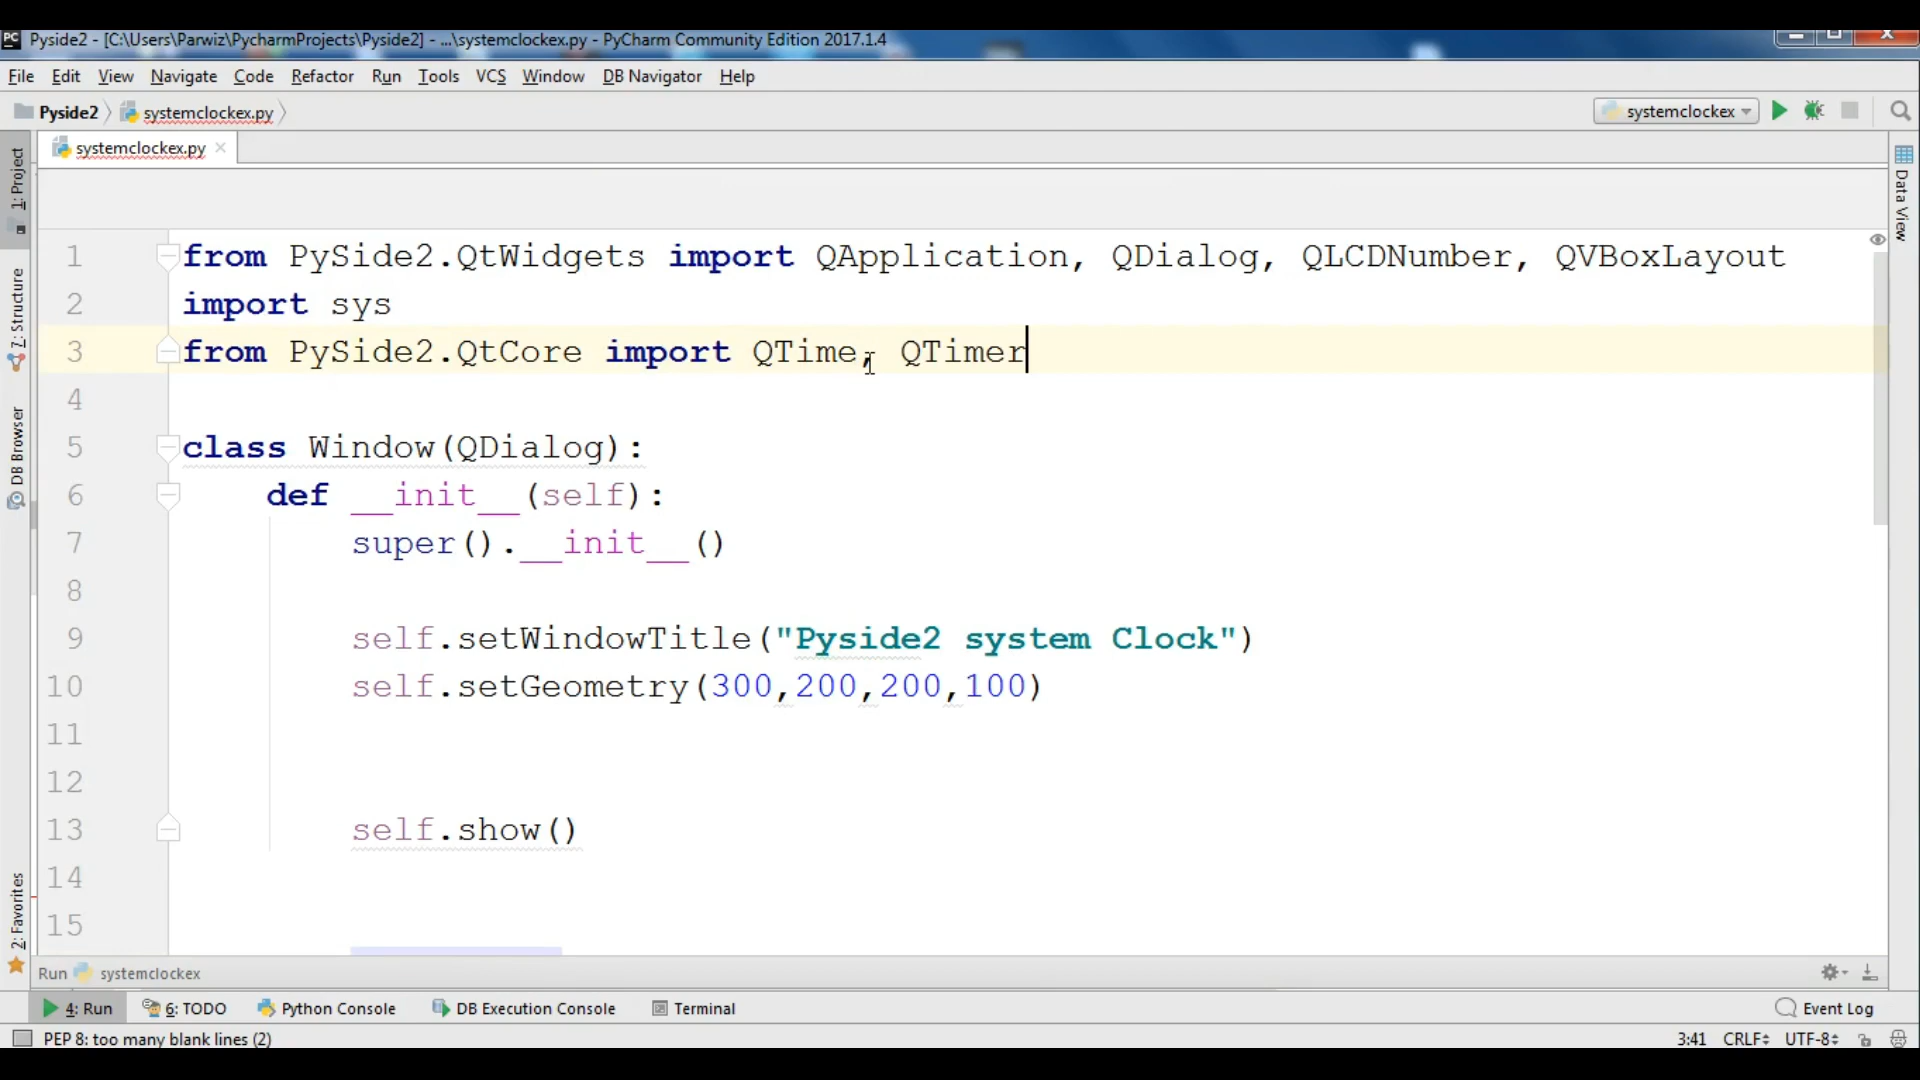 Pyside2 - [C:\Users\Parwiz\PycharmProjects\Pyside2] - ...\systemclockex.py - PyCharm Community Edition 2017.1.4
File Edit View Navigate Code Refactor Run Tools VCS Window DB Navigator Help
Pyside2 systemclockex.py systemclockex
systemclockex.py
1: Project
7: Structure
DB Browser
2: Favorites
Data View
1 from PySide2.QtWidgets import QApplication, QDialog, QLCDNumber, QVBoxLayout
2 import sys
3 from PySide2.QtCore import QTime, QTimer
4
5 class Window(QDialog):
6 def __init__(self):
7 super().__init__()
8
9 self.setWindowTitle("Pyside2 system Clock")
10 self.setGeometry(300,200,200,100)
11
12
13 self.show()
14
15
Run systemclockex
4: Run 6: TODO Python Console DB Execution Console Terminal Event Log
PEP 8: too many blank lines (2) 3:41 CRLF UTF-8